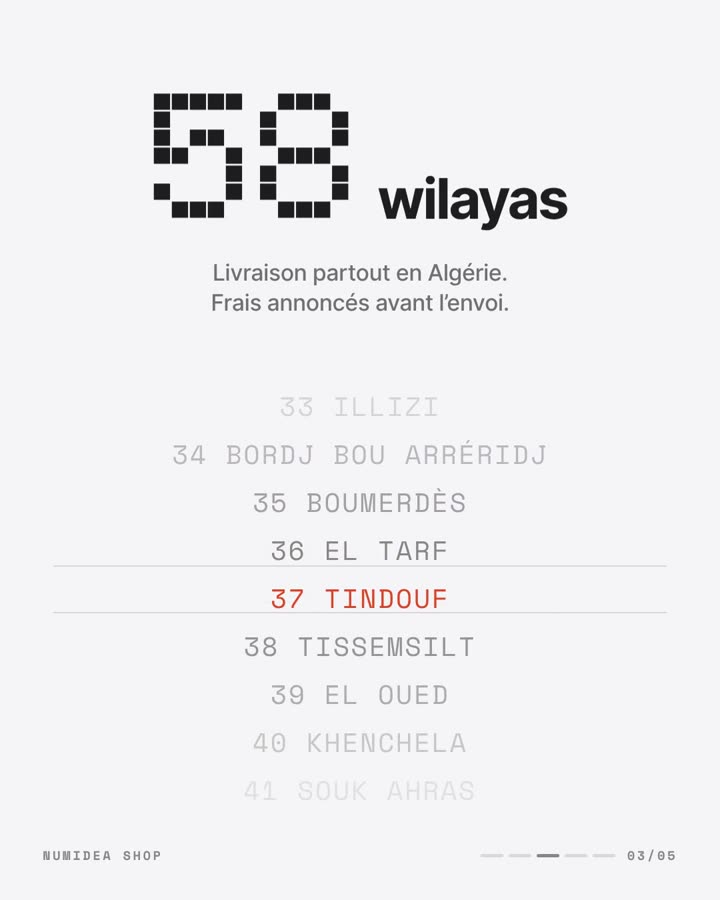 58 wilayas
Livraison partout en Algérie.
Frais annoncés avant l’envoi.
33 ILLIZI
34 BORDJ BOU ARRÉRIDJ
35 BOUMERDÈS
36 EL TARF
37 TINDOUF
38 TISSEMSILT
39 EL OUED
40 KHENCHELA
41 SOUK AHRAS
NUMIDEA SHOP
03/05